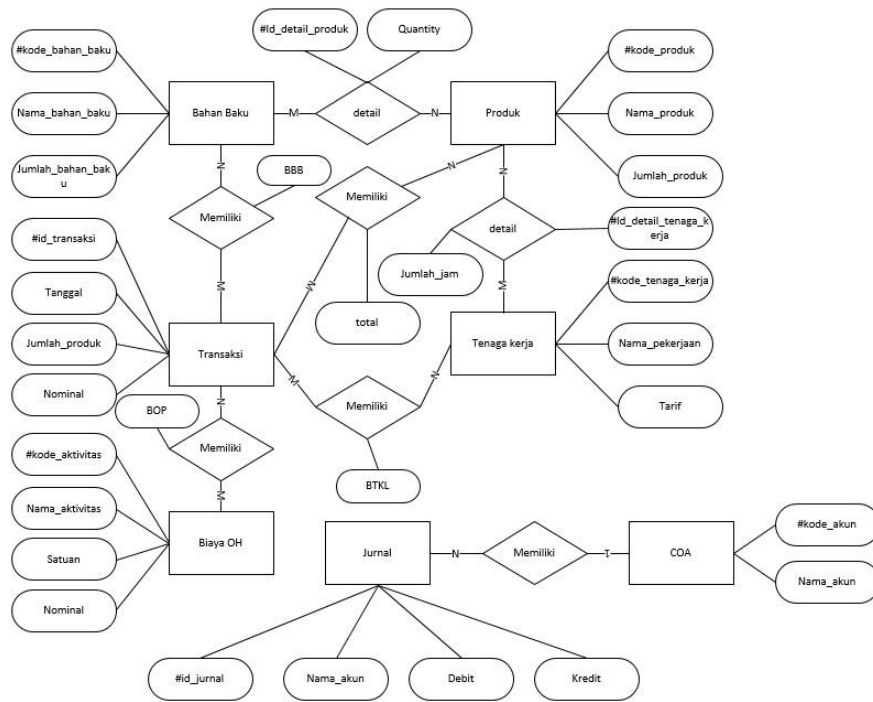 #Id_detail_produk
Quantity
#kode_bahan_baku
#kode_produk
Nama_bahan_baku
Bahan Baku
M
detail
N
Produk
Nama_produk
Jumlah_bahan_bak
u
N
BBB
Memiliki
N
N
Jumlah_produk
Memiliki
detail
#Id_detail_tenaga_k
erja
#id_transaksi
Jumlah_jam
#kode_tenaga_kerja
Tanggal
M
M
M
total
Jumlah_produk
Transaksi
Tenaga kerja
Nama_pekerjaan
Nominal
N
M
Memiliki
N
Tarif
BOP
Memiliki
#kode_aktivitas
BTKL
Nama_aktivitas
M
#kode_akun
Satuan
Biaya OH
Jurnal
N
Memiliki
1
COA
Nama_akun
Nominal
#id_jurnal
Nama_akun
Debit
Kredit